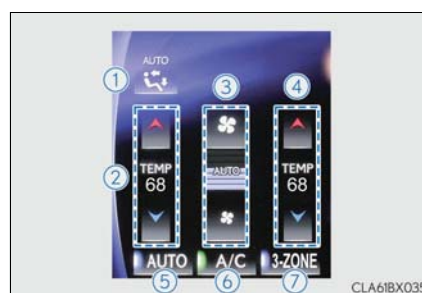 AUTO
1
3
4
2
TEMP
68
AUTO
TEMP
68
AUTO
A/C
3-ZONE
5
6
7
CLA61BX035